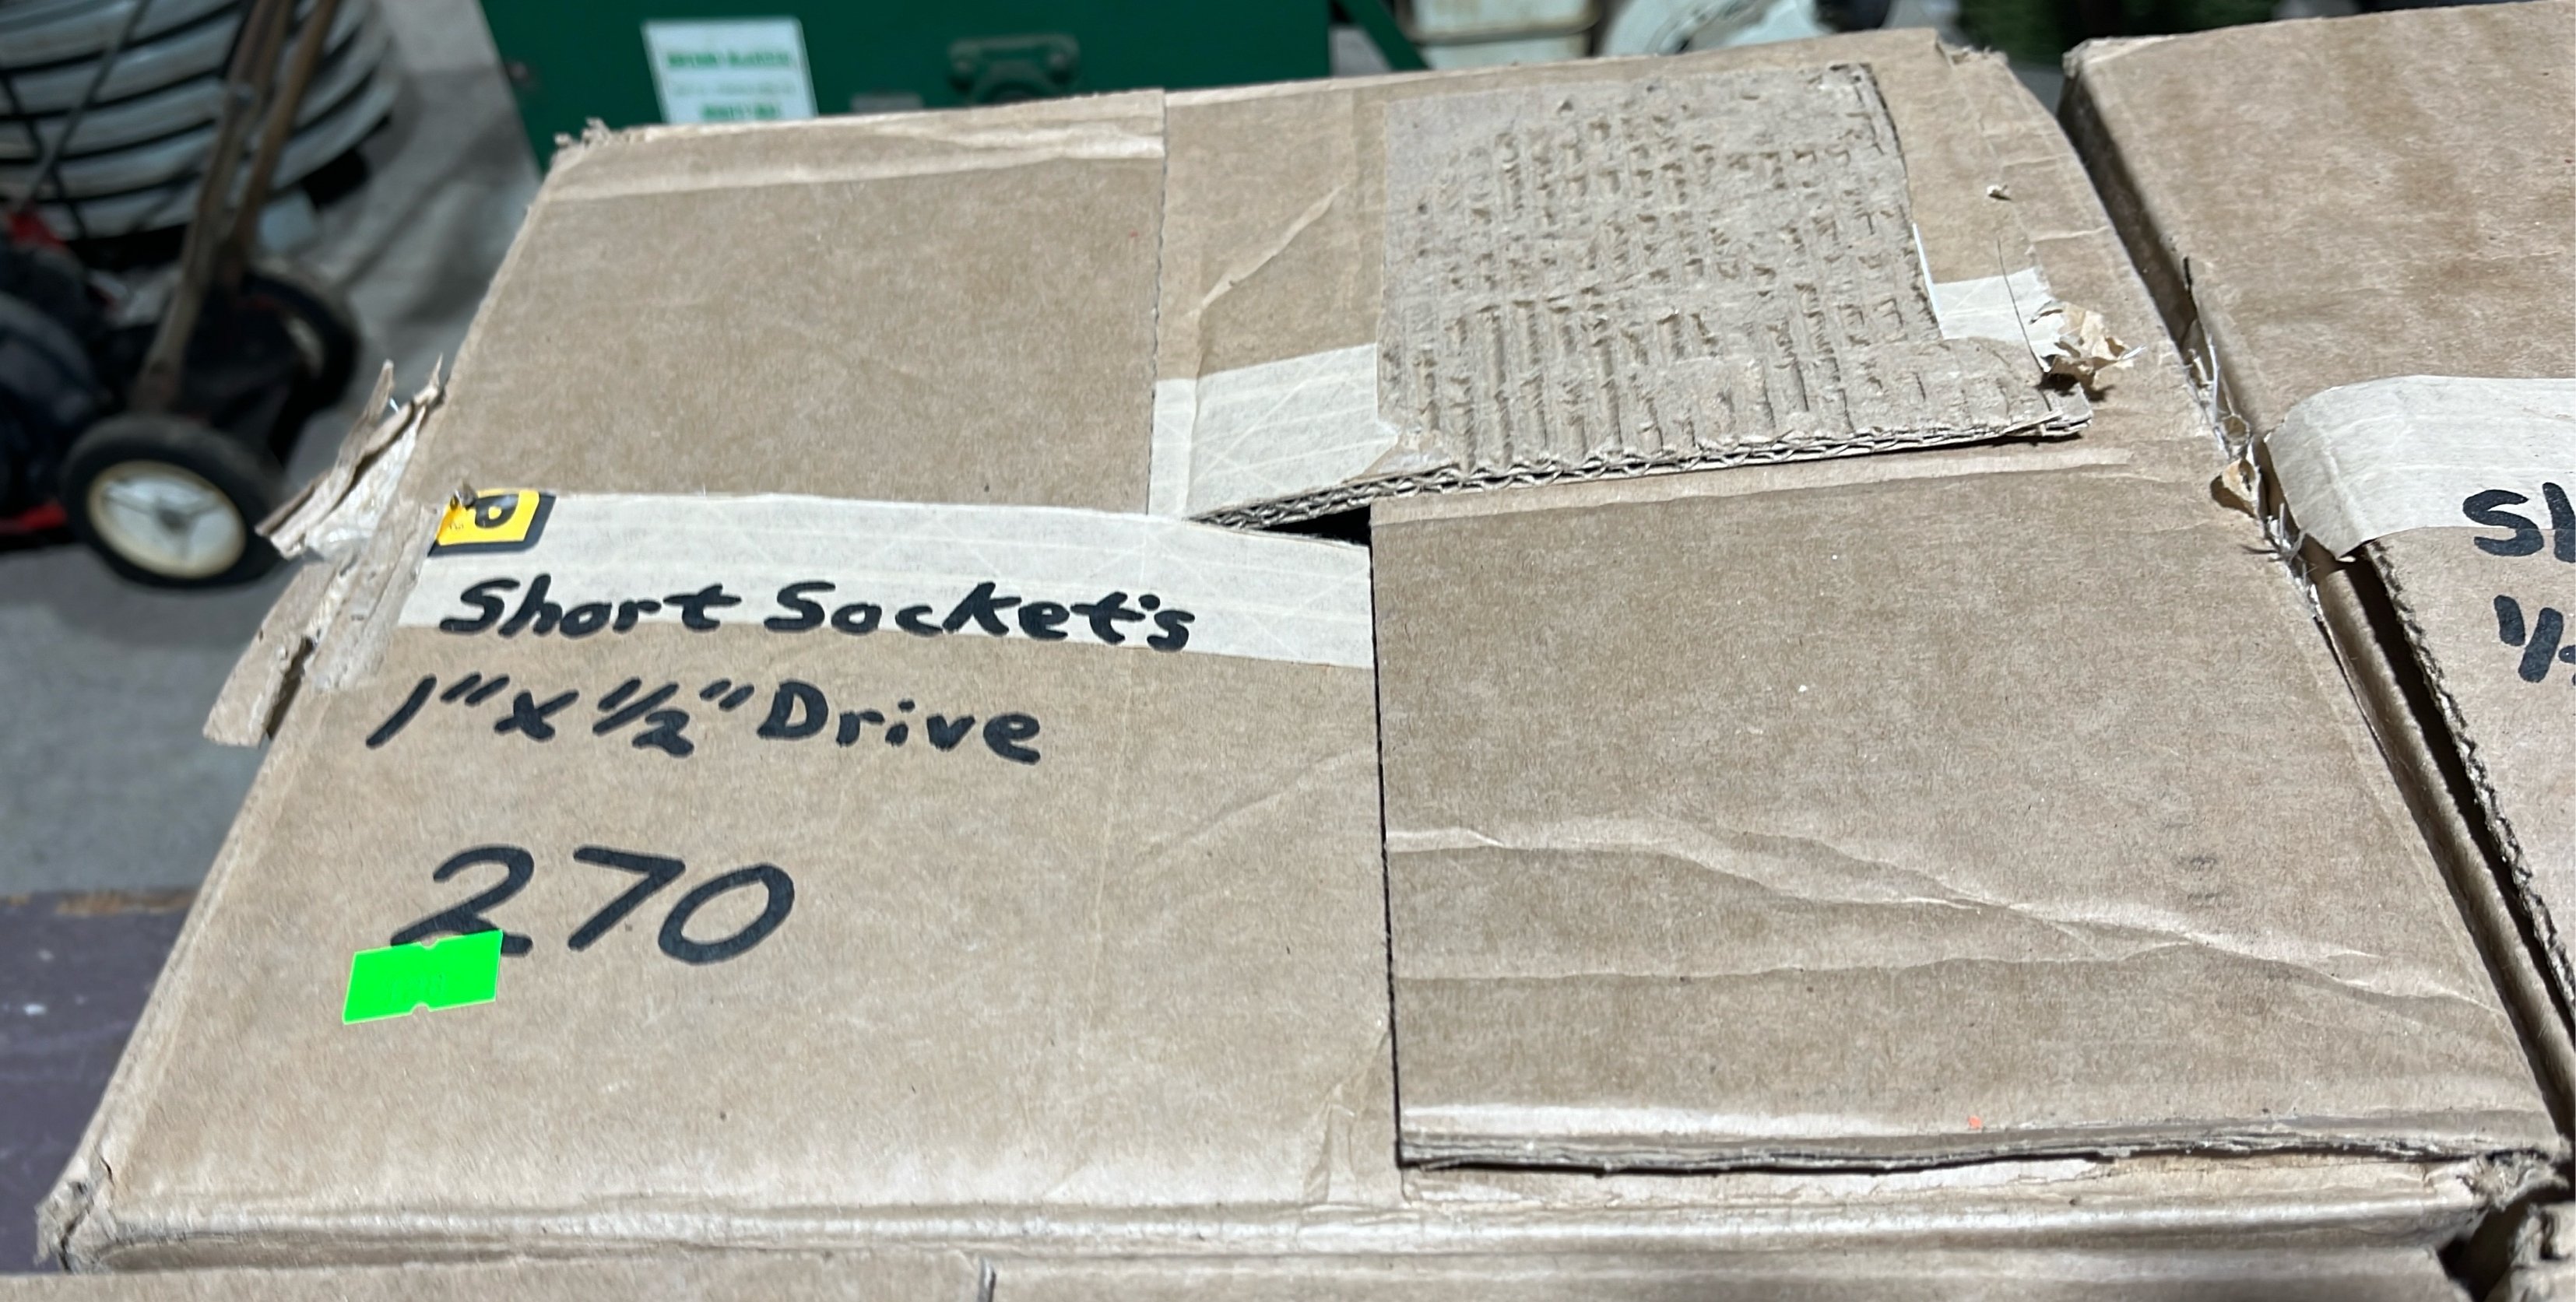 Short Socket's
1" x 1/2" Drive
270